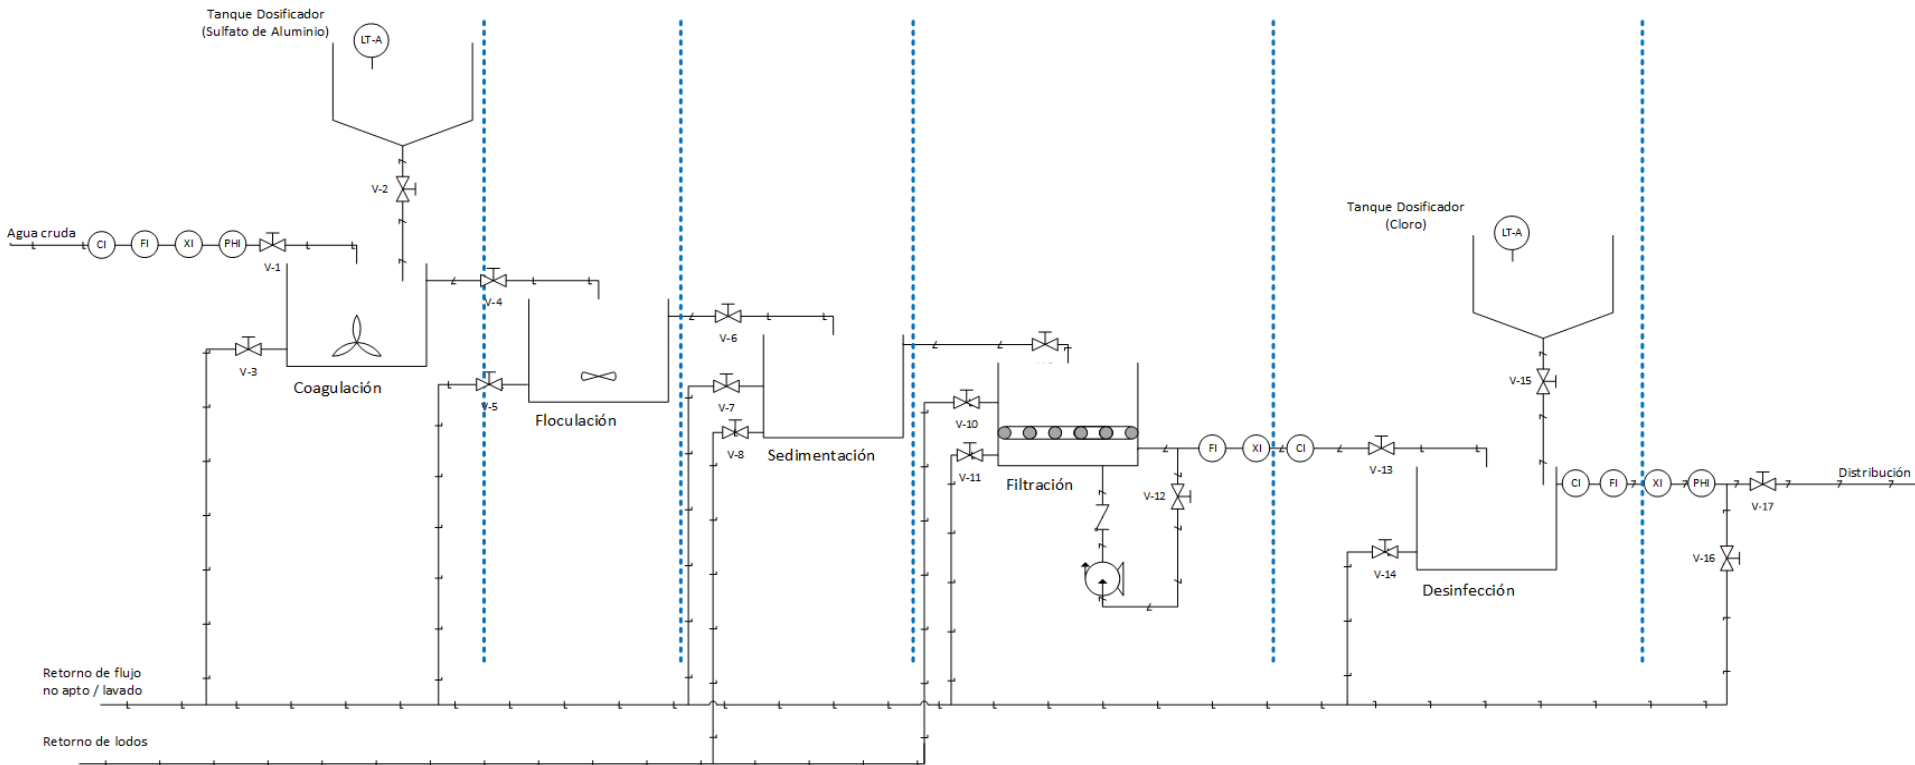 Tanque Dosificador
(Sulfato de Aluminio)
LT-A
V-2
Agua cruda
CI
FI
XI
PHI
V-1
V-3
Coagulación
V-4
V-5
Floculación
V-6
V-7
V-8
Sedimentación
V-10
V-11
Filtración
V-12
FI
XI
CI
V-13
Tanque Dosificador
(Cloro)
LT-A
V-15
V-14
Desinfección
CI
FI
XI
PHI
V-17
V-16
Distribución
Retorno de flujo
no apto / lavado
Retorno de lodos